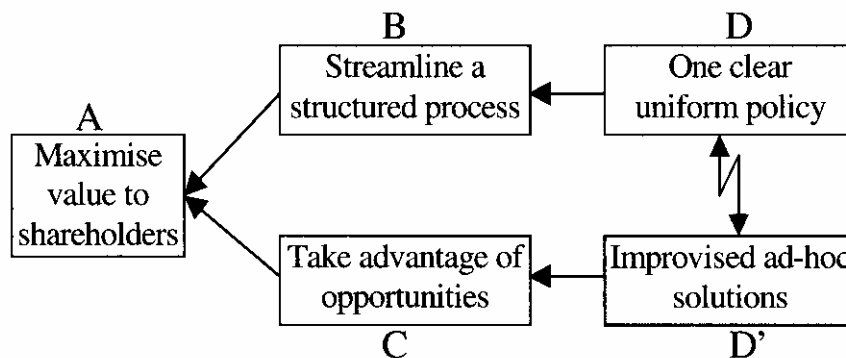 B
D
Streamline a
structured process
One clear
uniform policy
A
Maximise
value to
shareholders
Take advantage of
opportunities
Improvised ad-hoc
solutions
C
D'